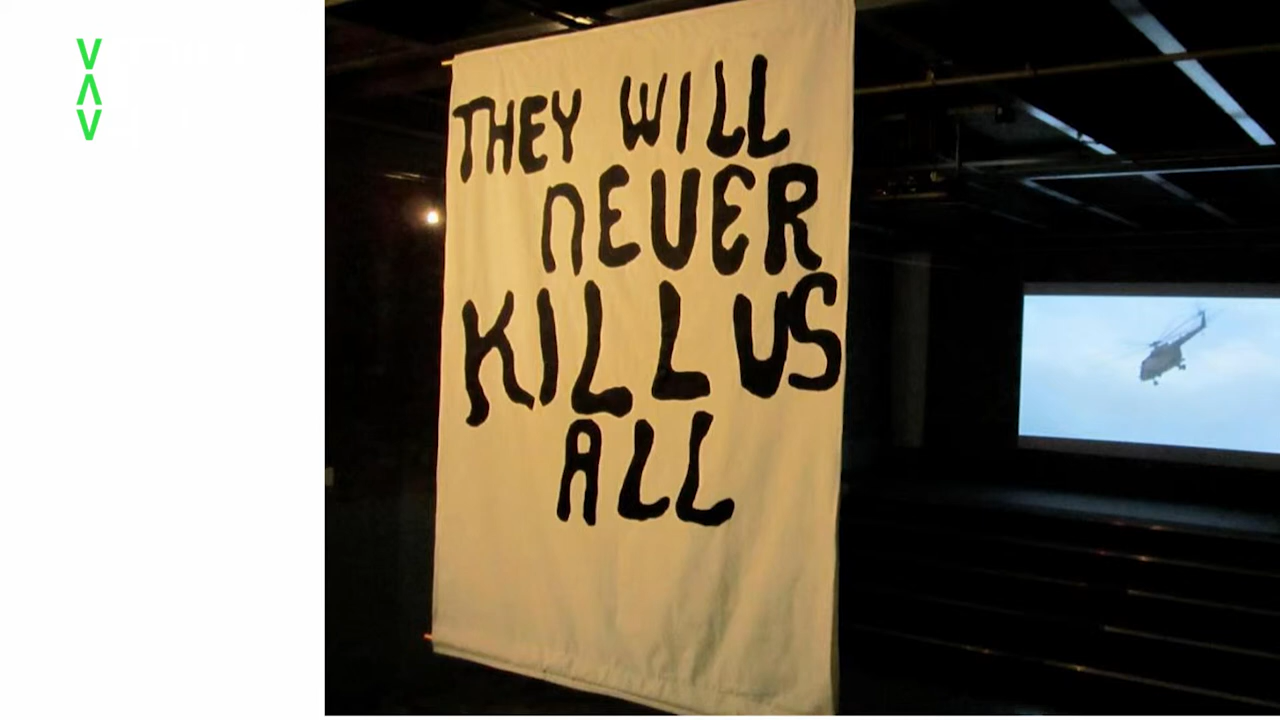 V
Λ
V
THEY WILL
NEVER
KILL US
ALL